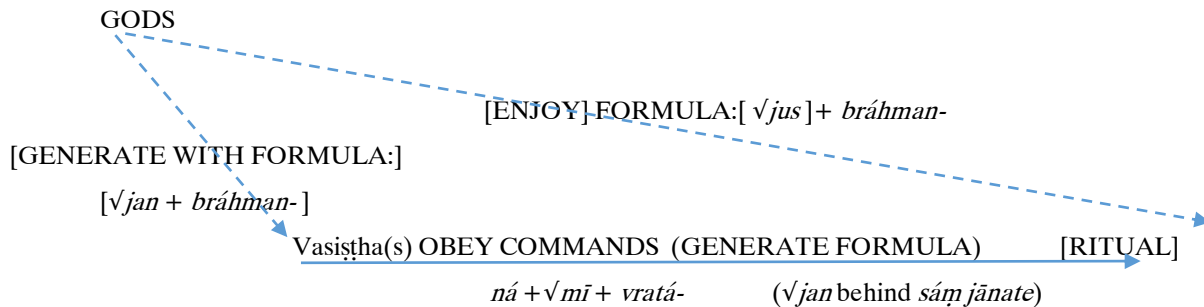 GODS
[ENJOY] FORMULA:[ √jus ]+ bráhman-
[GENERATE WITH FORMULA:]
[√jan + bráhman- ]
Vasiṣṭha(s) OBEY COMMANDS (GENERATE FORMULA) [RITUAL]
ná +√mī + vratá- (√jan behind sáṃ jānate)